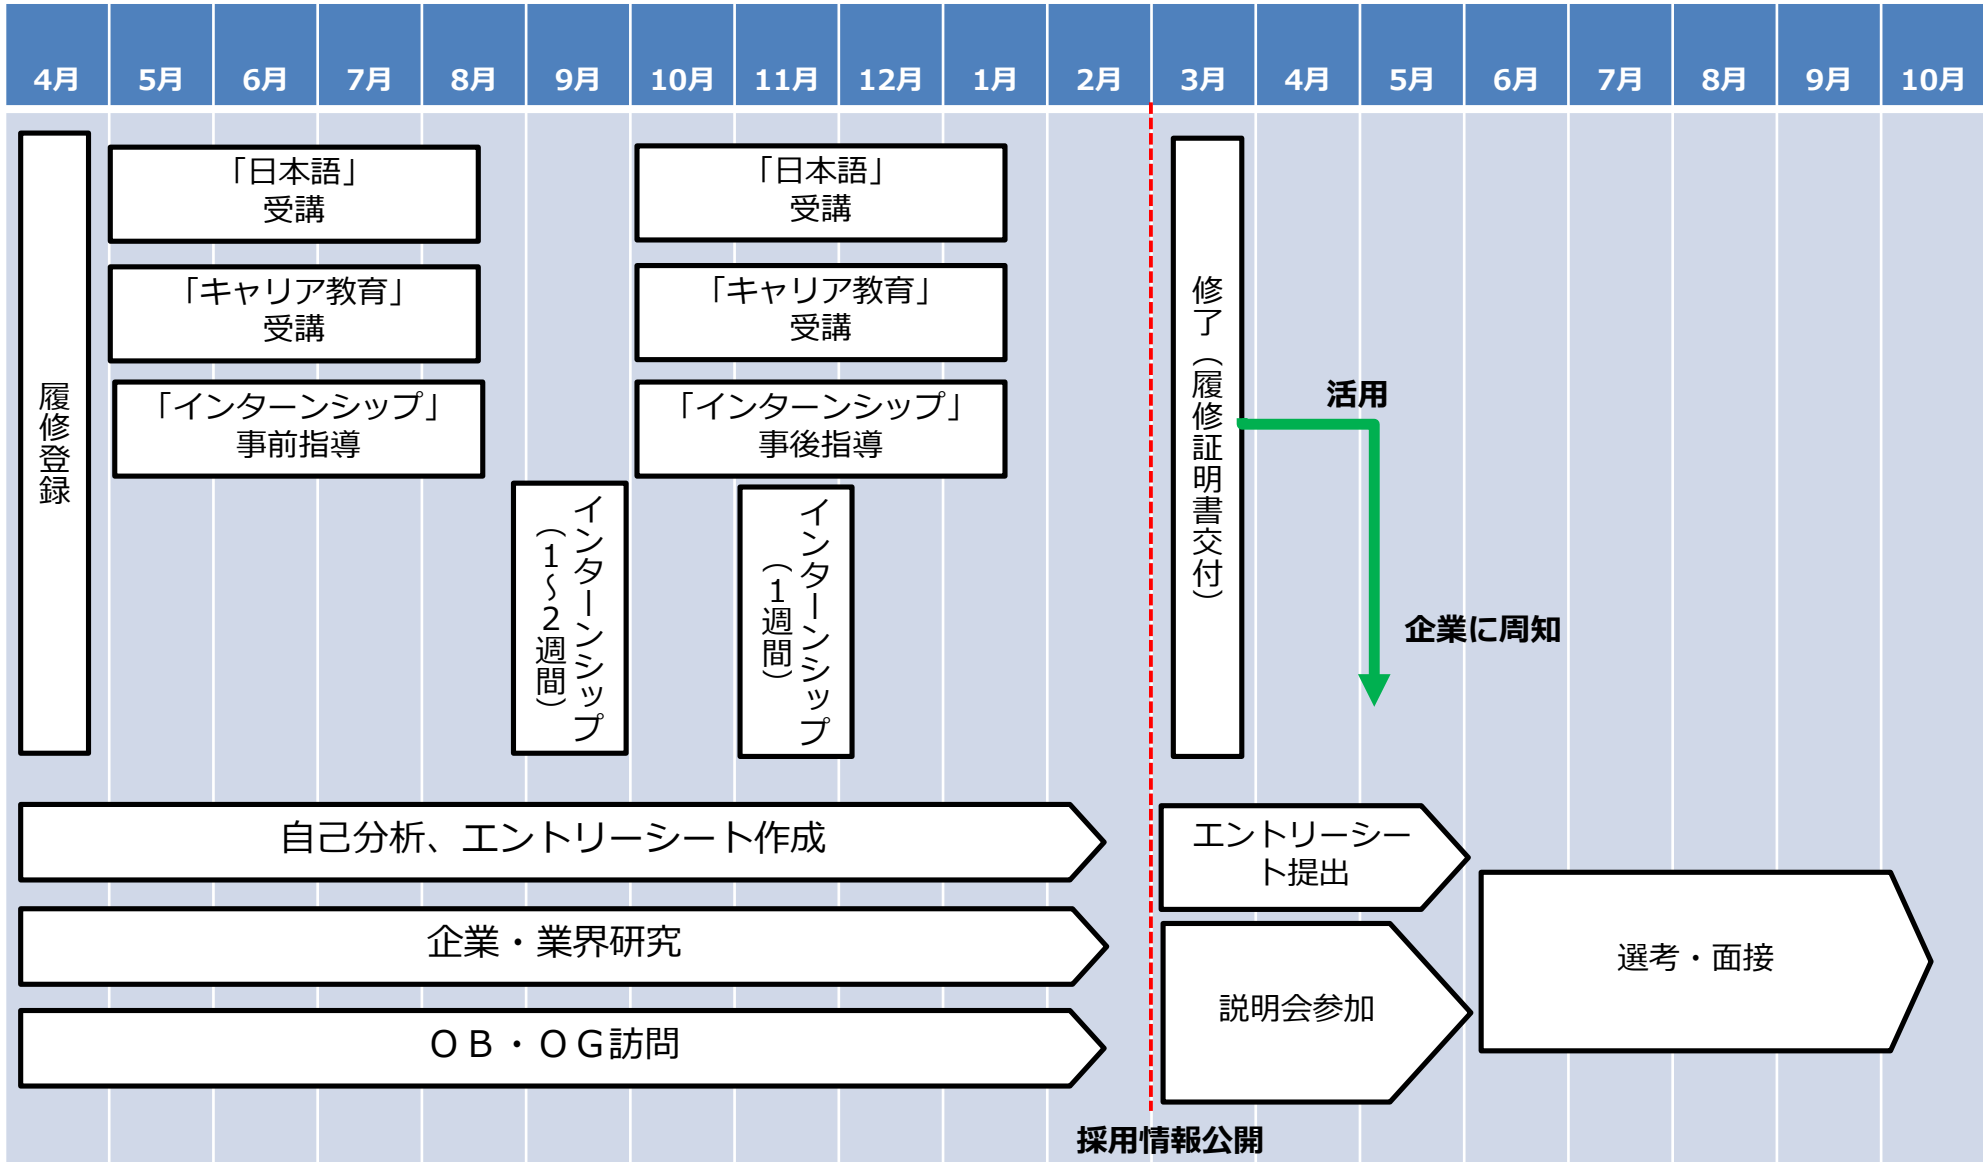 4月 5月 6月 7月 8月 9月 10月 11月 12月 1月 2月 3月 4月 5月 6月 7月 8月 9月 10月
履修登録
「日本語」
受講
「キャリア教育」
受講
「インターンシップ」
事前指導
インターンシップ
（１～２週間）
「日本語」
受講
「キャリア教育」
受講
「インターンシップ」
事後指導
インターンシップ
（１週間）
修了（履修証明書交付）
活用
企業に周知
自己分析、エントリーシート作成
企業・業界研究
ＯＢ・ＯＧ訪問
エントリーシー
ト提出
説明会参加
選考・面接
採用情報公開